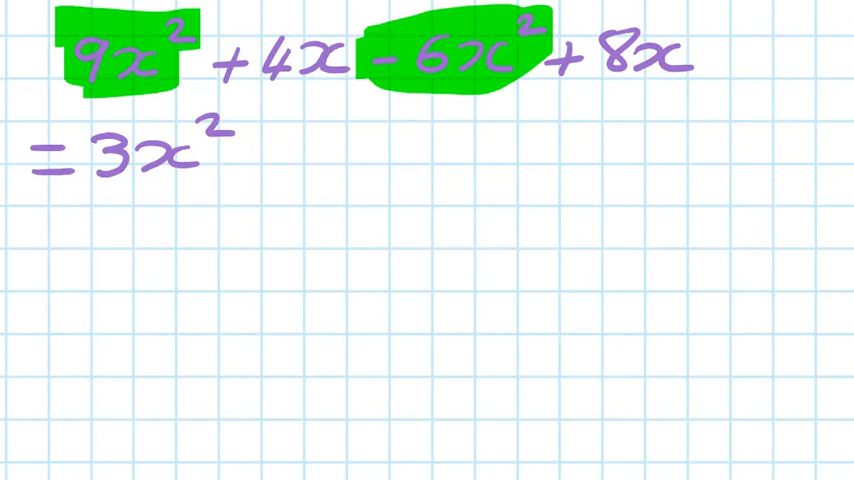 9x² + 4x - 6x² + 8x
= 3x²